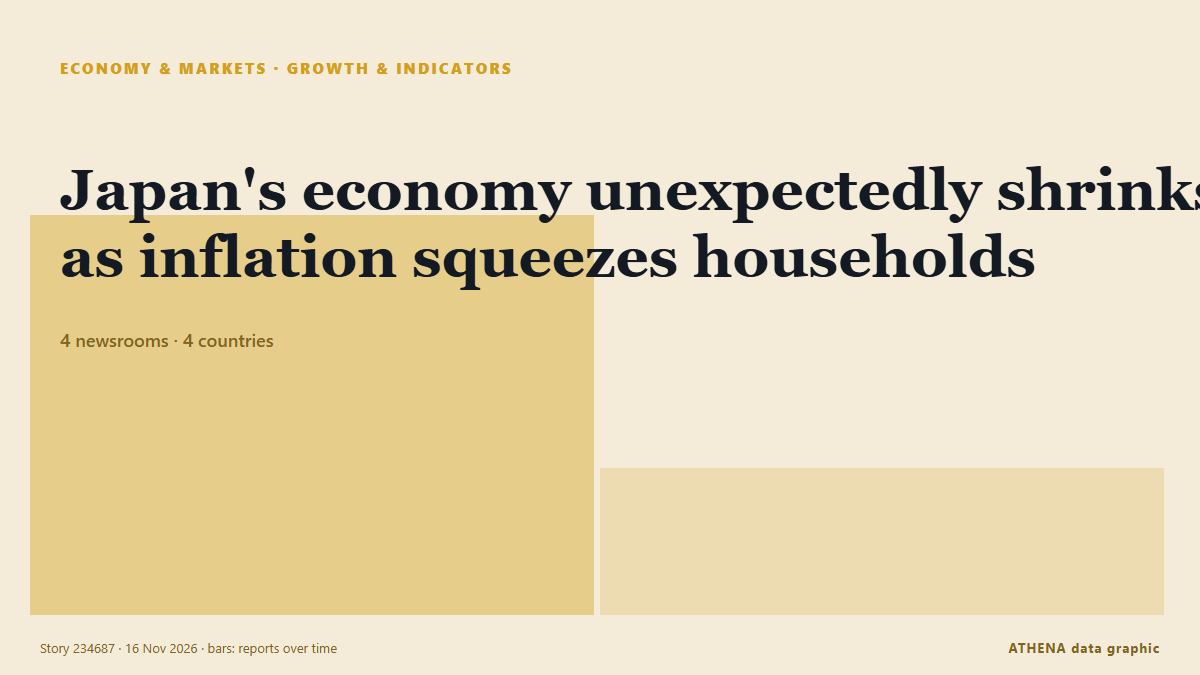 ECONOMY & MARKETS · GROWTH & INDICATORS
Japan's economy unexpectedly shrinks
as inflation squeezes households
4 newsrooms · 4 countries
Story 234687 · 16 Nov 2026 · bars: reports over time
ATHENA data graphic